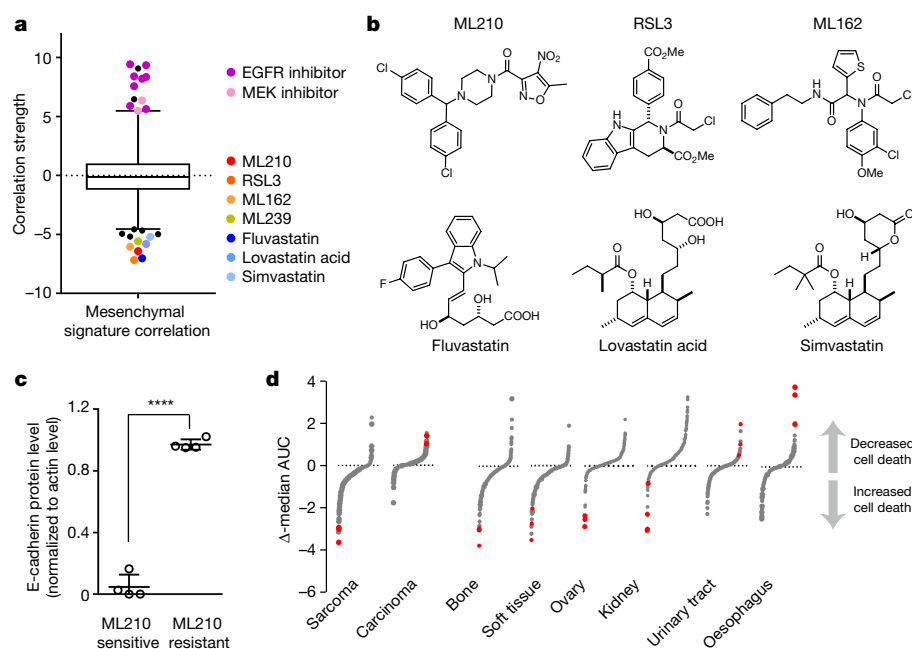 a
10
5
0
−5
−10
Correlation strength
Mesenchymal
signature correlation
EGFR inhibitor
MEK inhibitor
ML210
RSL3
ML162
ML239
Fluvastatin
Lovastatin acid
Simvastatin
b
ML210
RSL3
ML162
Cl
N
N
O
NO2
N
O
Me
Cl
CO2Me
H
N
N
O
Cl
CO2Me
S
H
N
O
N
O
Cl
Cl
OMe
F
N
OH
HO
COOH
Fluvastatin
HO
COOH
OH
O
O
H
Lovastatin acid
HO
O
O
H
O
O
H
Simvastatin
c
1.2
0.8
0.4
0
E-cadherin protein level
(normalized to actin level)
****
ML210
sensitive
ML210
resistant
d
4
2
0
−2
−4
−6
Δ-median AUC
Sarcoma
Carcinoma
Bone
Soft tissue
Ovary
Kidney
Urinary tract
Oesophagus
Decreased
cell death
Increased
cell death